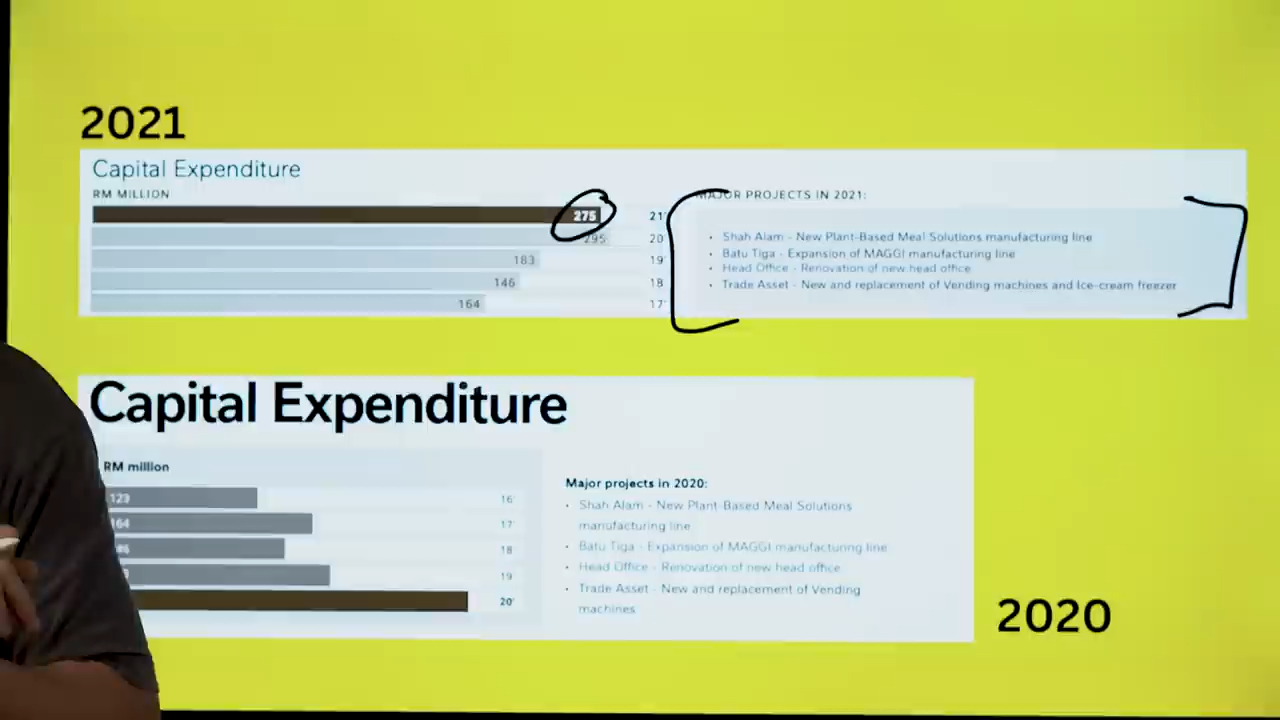 2021
Capital Expenditure
RM MILLION
275 21'
295 20
183 19'
146 18
164 17'
MAJOR PROJECTS IN 2021:
• Shah Alam - New Plant-Based Meal Solutions manufacturing line
• Batu Tiga - Expansion of MAGGI manufacturing line
• Head Office - Renovation of new head office
• Trade Asset - New and replacement of Vending machines and Ice-cream freezer
Capital Expenditure
RM million
123 16'
164 17'
18
19
20'
Major projects in 2020:
• Shah Alam - New Plant-Based Meal Solutions
manufacturing line
• Batu Tiga - Expansion of MAGGI manufacturing line
• Head Office - Renovation of new head office
• Trade Asset - New and replacement of Vending
machines
2020